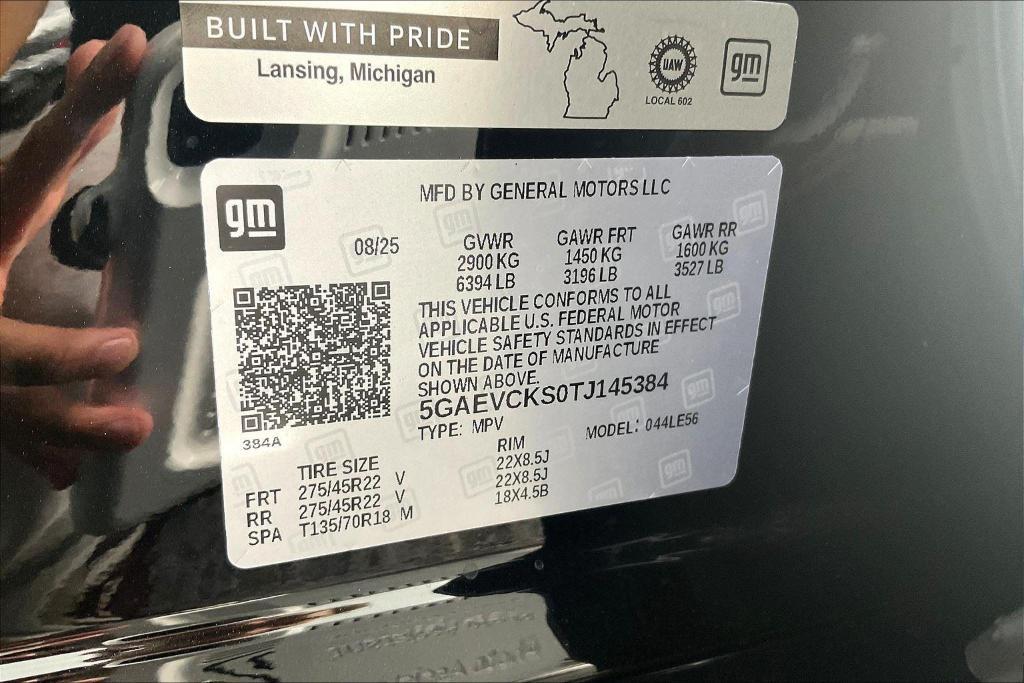 BUILT WITH PRIDE
Lansing, Michigan
UAW
LOCAL 602
gm
gm
MFD BY GENERAL MOTORS LLC
08/25
GVWR GAWR FRT GAWR RR
2900 KG 1450 KG 1600 KG
6394 LB 3196 LB 3527 LB
THIS VEHICLE CONFORMS TO ALL
APPLICABLE U.S. FEDERAL MOTOR
VEHICLE SAFETY STANDARDS IN EFFECT
ON THE DATE OF MANUFACTURE
SHOWN ABOVE.
5GAEVCKS0TJ145384
TYPE: MPV MODEL: 044LE56
384A
TIRE SIZE RIM
FRT 275/45R22 V 22X8.5J
RR 275/45R22 V 22X8.5J
SPA T135/70R18 M 18X4.5B